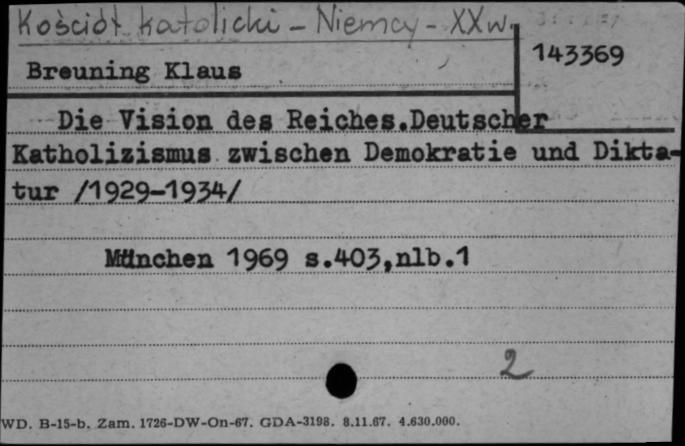 Kościół katolicki - Niemcy - XX w.
143369
Breuning Klaus
Die Vision des Reiches.Deutscher
Katholizismus zwischen Demokratie und Dikta-
tur /1929-1934/
München 1969 s.403,nlb.1
2
WD. B-15-b. Zam. 1726-DW-On-67. GDA-3198. 8.11.67. 4.630.000.